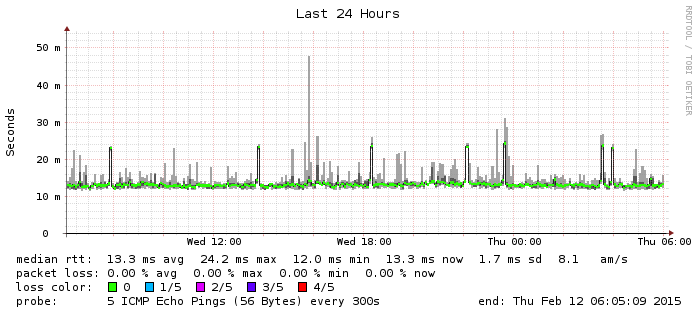 Last 24 Hours
RRDTOOL / TOBI OETIKER
Seconds
50 m
40 m
30 m
20 m
10 m
0
Wed 12:00 Wed 18:00 Thu 00:00 Thu 06:00
median rtt: 13.3 ms avg 24.2 ms max 12.0 ms min 13.3 ms now 1.7 ms sd 8.1 am/s
packet loss: 0.00 % avg 0.00 % max 0.00 % min 0.00 % now
loss color: 0 1/5 2/5 3/5 4/5
probe: 5 ICMP Echo Pings (56 Bytes) every 300s end: Thu Feb 12 06:05:09 2015